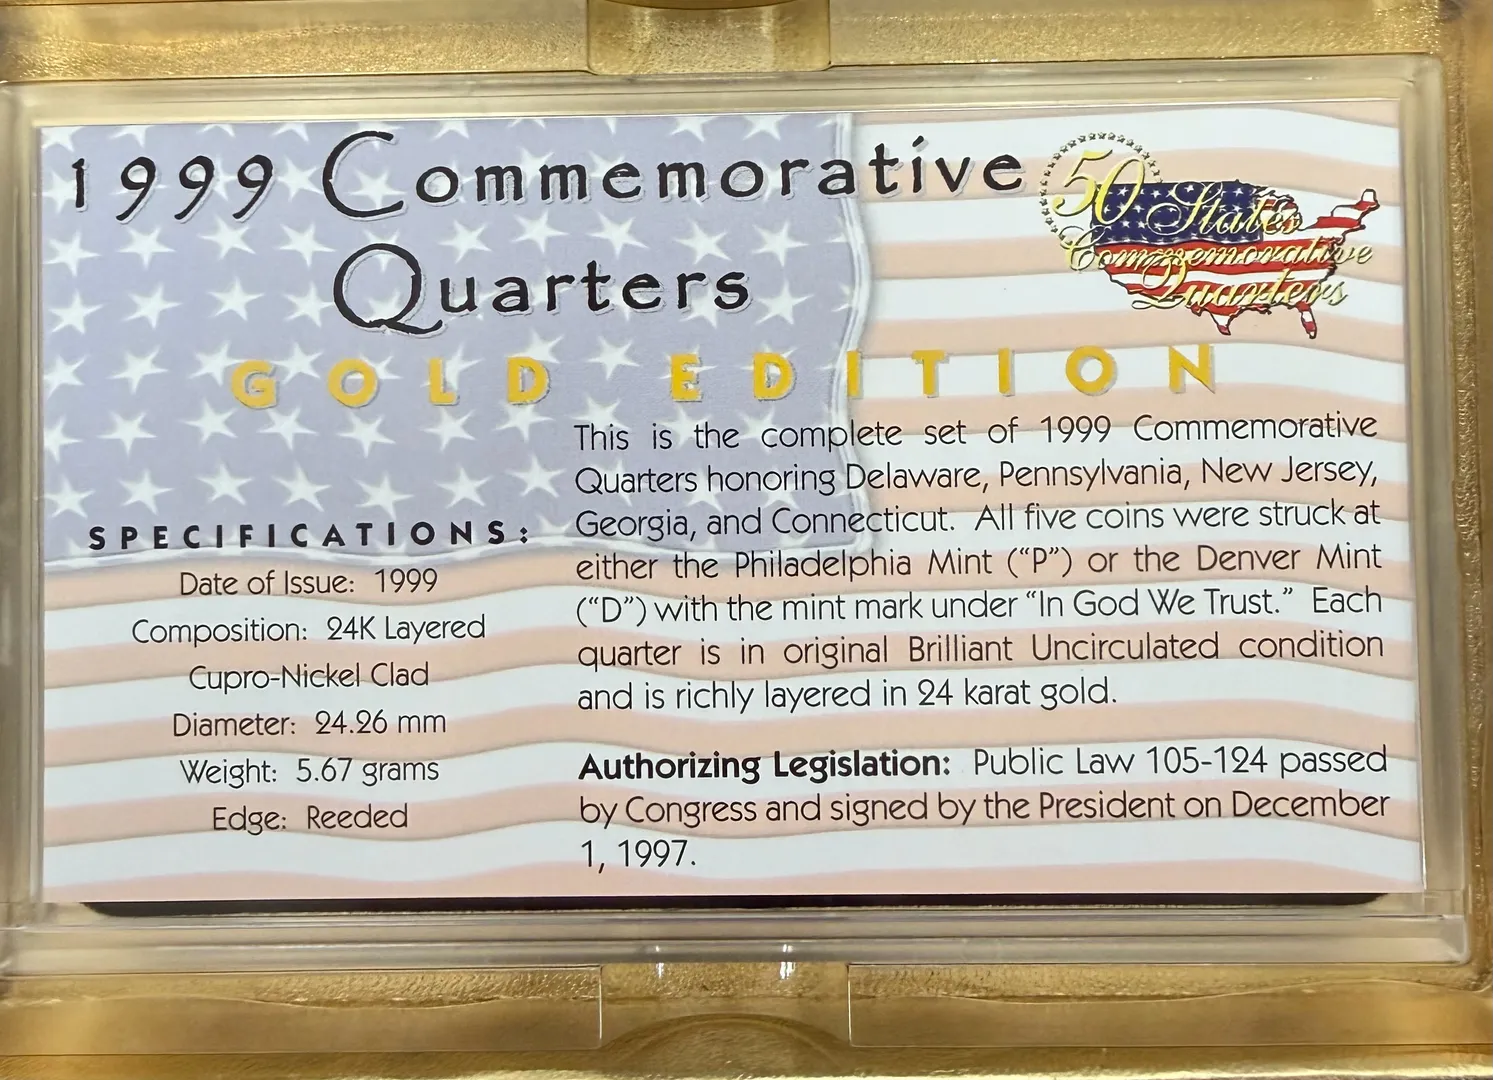 1999 Commemorative
Quarters
50 States
Commemorative
Quarters
GOLD EDITION
SPECIFICATIONS:
Date of Issue: 1999
Composition: 24K Layered
Cupro-Nickel Clad
Diameter: 24.26 mm
Weight: 5.67 grams
Edge: Reeded
This is the complete set of 1999 Commemorative
Quarters honoring Delaware, Pennsylvania, New Jersey,
Georgia, and Connecticut. All five coins were struck at
either the Philadelphia Mint (“P”) or the Denver Mint
(“D”) with the mint mark under “In God We Trust.” Each
quarter is in original Brilliant Uncirculated condition
and is richly layered in 24 karat gold.
Authorizing Legislation: Public Law 105-124 passed
by Congress and signed by the President on December
1, 1997.